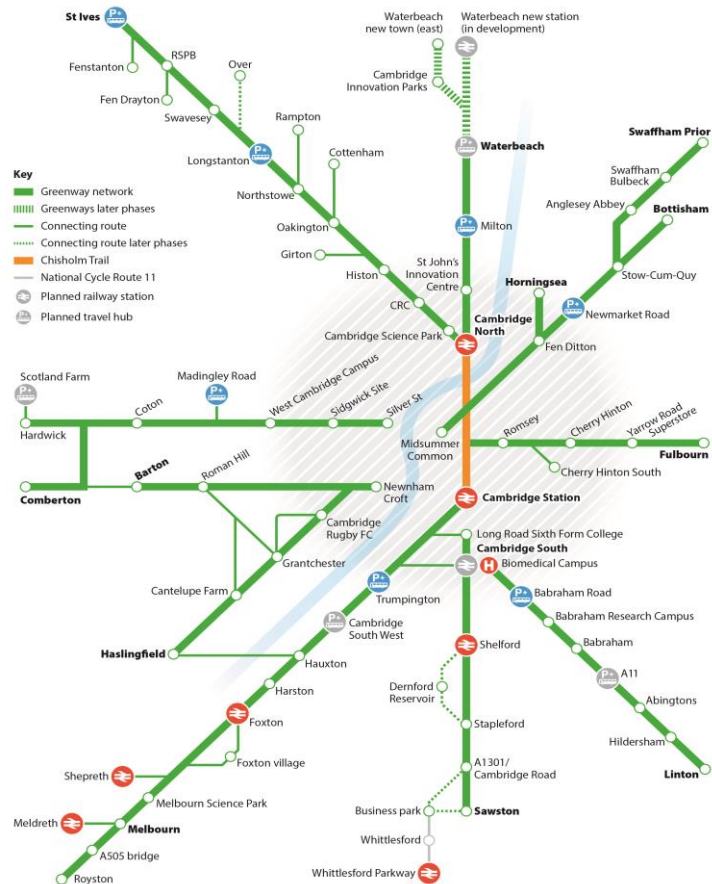 St Ives
Fenstanton
RSPB
Fen Drayton
Over
Swavesey
Longstanton
Rampton
Northstowe
Cottenham
Oakington
Girton
Histon
CRC
Cambridge Science Park
Waterbeach
new town (east)
Waterbeach new station
(in development)
Cambridge
Innovation Parks
Waterbeach
Milton
St John's
Innovation
Centre
Cambridge
North
Swaffham Prior
Swaffham
Bulbeck
Anglesey Abbey
Bottisham
Stow-Cum-Quy
Horningsea
Newmarket Road
Fen Ditton
Midsummer
Common
Key
Greenway network
Greenways later phases
Connecting route
Connecting route later phases
Chisholm Trail
National Cycle Route 11
Planned railway station
Planned travel hub
Scotland Farm
Hardwick
Coton
Madingley Road
West Cambridge Campus
Sidgwick Site
Silver St
Comberton
Barton
Roman Hill
Newnham
Croft
Cambridge
Rugby FC
Grantchester
Cantelupe Farm
Haslingfield
Romsey
Cherry Hinton
Yarrow Road
Superstore
Fulbourn
Cherry Hinton South
Cambridge Station
Long Road Sixth Form College
Cambridge South
H
Biomedical Campus
Babraham Road
Babraham Research Campus
Babraham
A11
Abingtons
Hildersham
Linton
Trumpington
Cambridge
South West
Hauxton
Harston
Foxton
Foxton village
Shepreth
Melbourn Science Park
Meldreth
Melbourn
A505 bridge
Royston
Shelford
Dernford
Reservoir
Stapleford
A1301/
Cambridge Road
Business park
Sawston
Whittlesford
Whittlesford Parkway